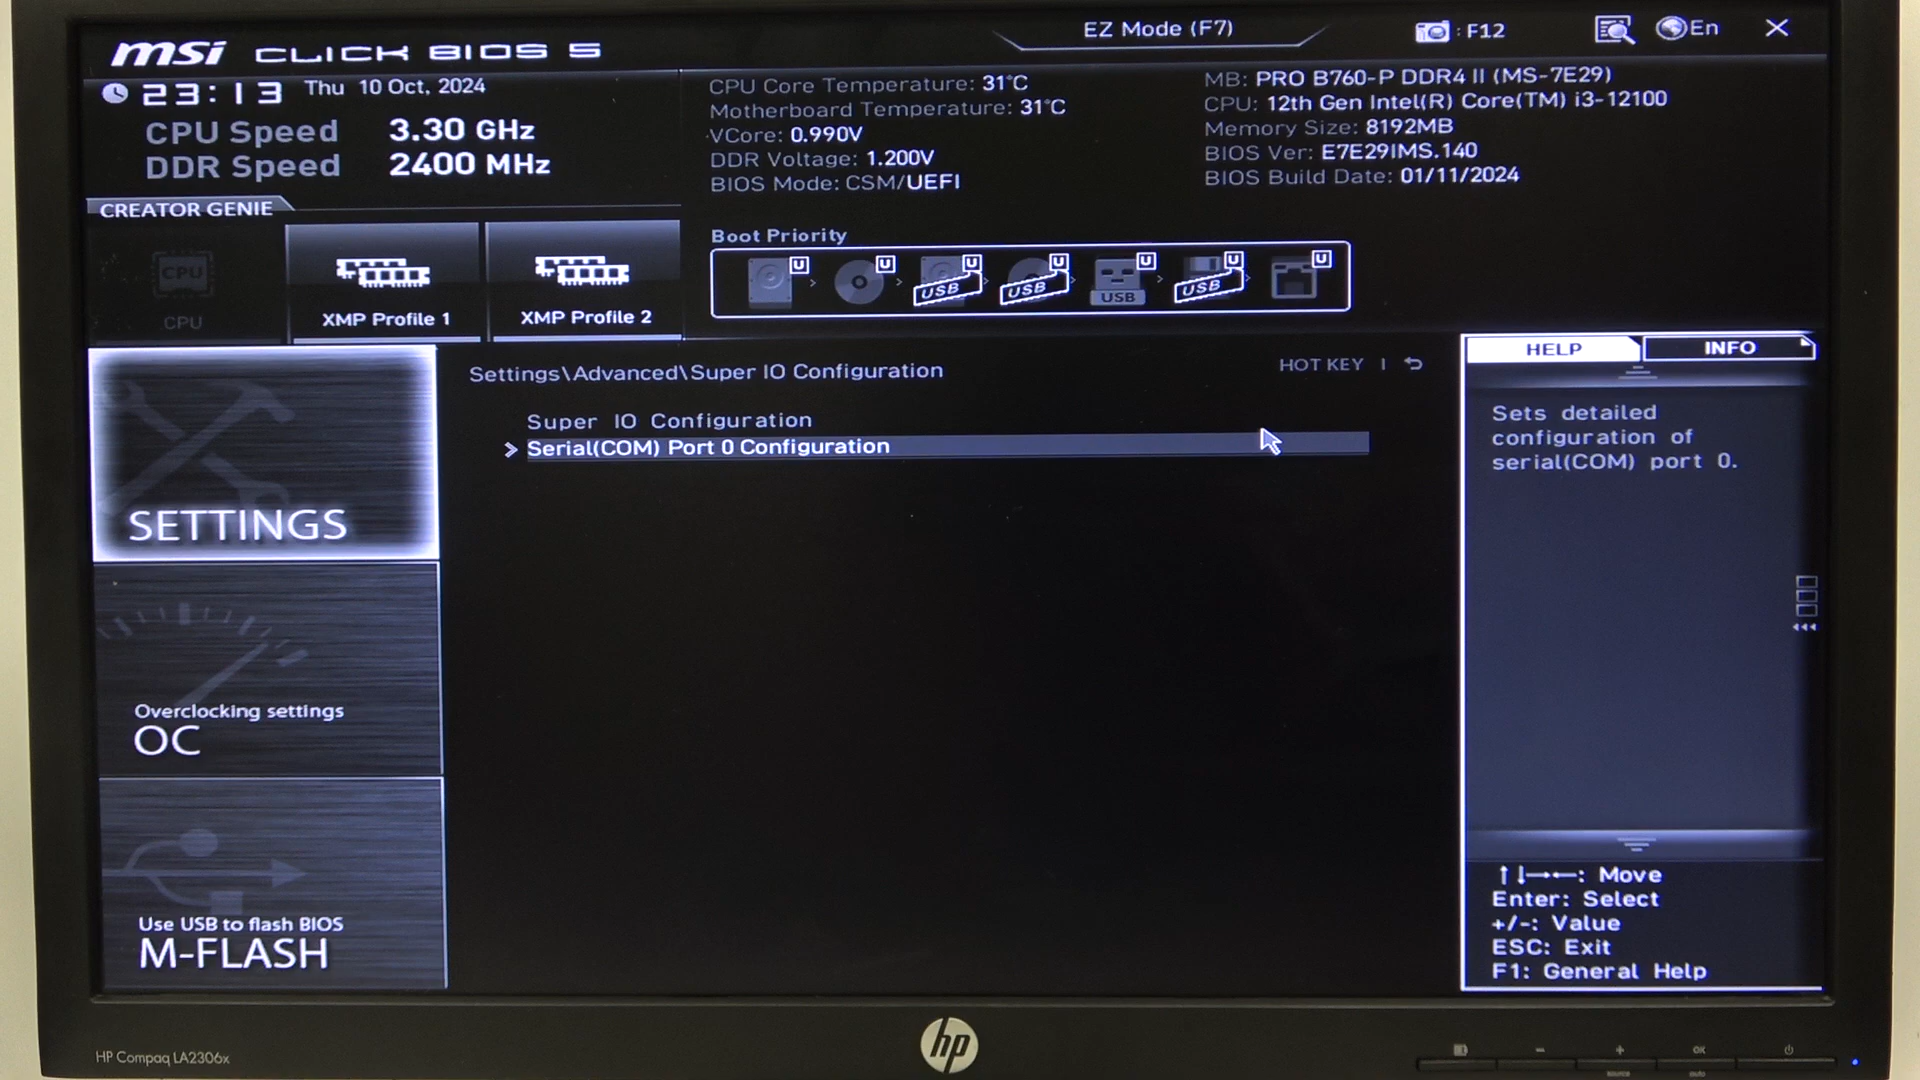 msi CLICK BIOS 5
EZ Mode (F7)
: F12
En
23:13 Thu 10 Oct, 2024
CPU Speed 3.30 GHz
DDR Speed 2400 MHz
CPU Core Temperature: 31°C
Motherboard Temperature: 31°C
VCore: 0.990V
DDR Voltage: 1.200V
BIOS Mode: CSM/UEFI
MB: PRO B760-P DDR4 II (MS-7E29)
CPU: 12th Gen Intel(R) Core(TM) i3-12100
Memory Size: 8192MB
BIOS Ver: E7E29IMS.140
BIOS Build Date: 01/11/2024
CREATOR GENIE
CPU
CPU
XMP Profile 1
XMP Profile 2
Boot Priority
U U U U U U U
USB USB USB USB
SETTINGS
Overclocking settings
OC
Use USB to flash BIOS
M-FLASH
Settings\Advanced\Super IO Configuration
HOT KEY |
Super IO Configuration
> Serial(COM) Port 0 Configuration
HELP
INFO
Sets detailed
configuration of
serial(COM) port 0.
↑↓→←: Move
Enter: Select
+/-: Value
ESC: Exit
F1: General Help
HP Compaq LA2306x
hp
- + OK
source auto